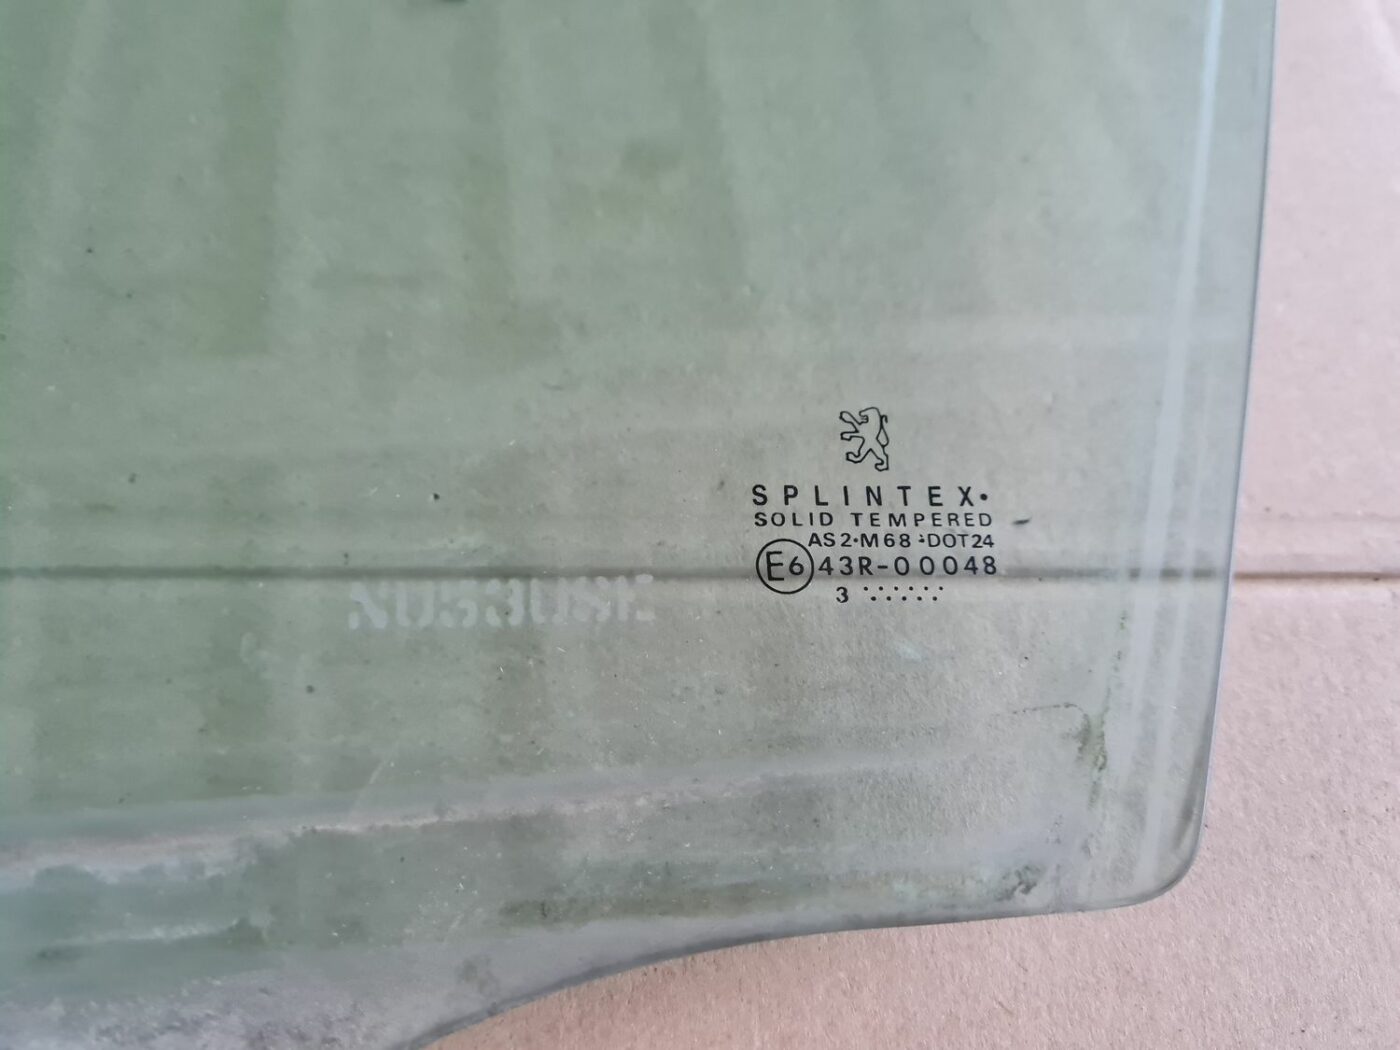 SPLINTEX•
SOLID TEMPERED
AS2•M68 DOT24
E6 43R-00048
3 ......